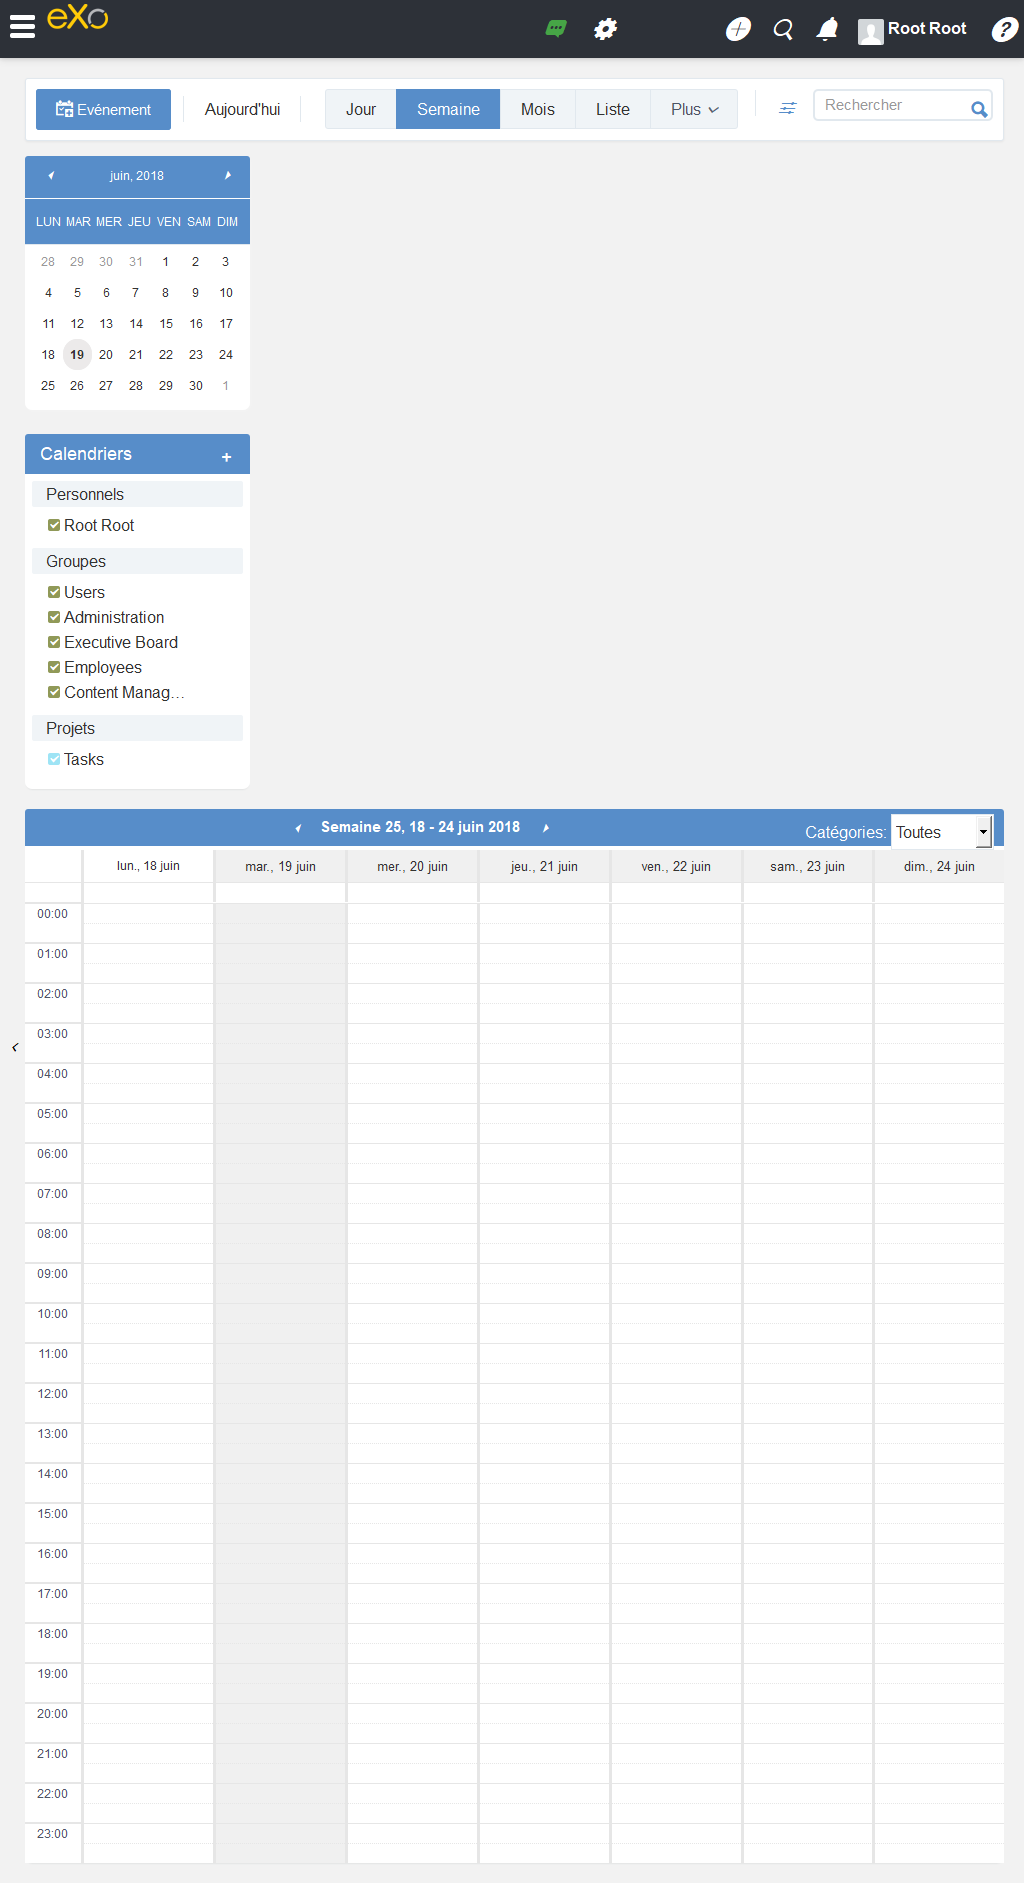 eXo
Root Root
?
Evénement
Aujourd'hui
Jour
Semaine
Mois
Liste
Plus
Rechercher
juin, 2018
LUN MAR MER JEU VEN SAM DIM
28 29 30 31 1 2 3
4 5 6 7 8 9 10
11 12 13 14 15 16 17
18 19 20 21 22 23 24
25 26 27 28 29 30 1
Calendriers +
Personnels
Root Root
Groupes
Users
Administration
Executive Board
Employees
Content Manag...
Projets
Tasks
Semaine 25, 18 - 24 juin 2018
Catégories: Toutes
lun., 18 juin mar., 19 juin mer., 20 juin jeu., 21 juin ven., 22 juin sam., 23 juin dim., 24 juin
00:00
01:00
02:00
03:00
04:00
05:00
06:00
07:00
08:00
09:00
10:00
11:00
12:00
13:00
14:00
15:00
16:00
17:00
18:00
19:00
20:00
21:00
22:00
23:00